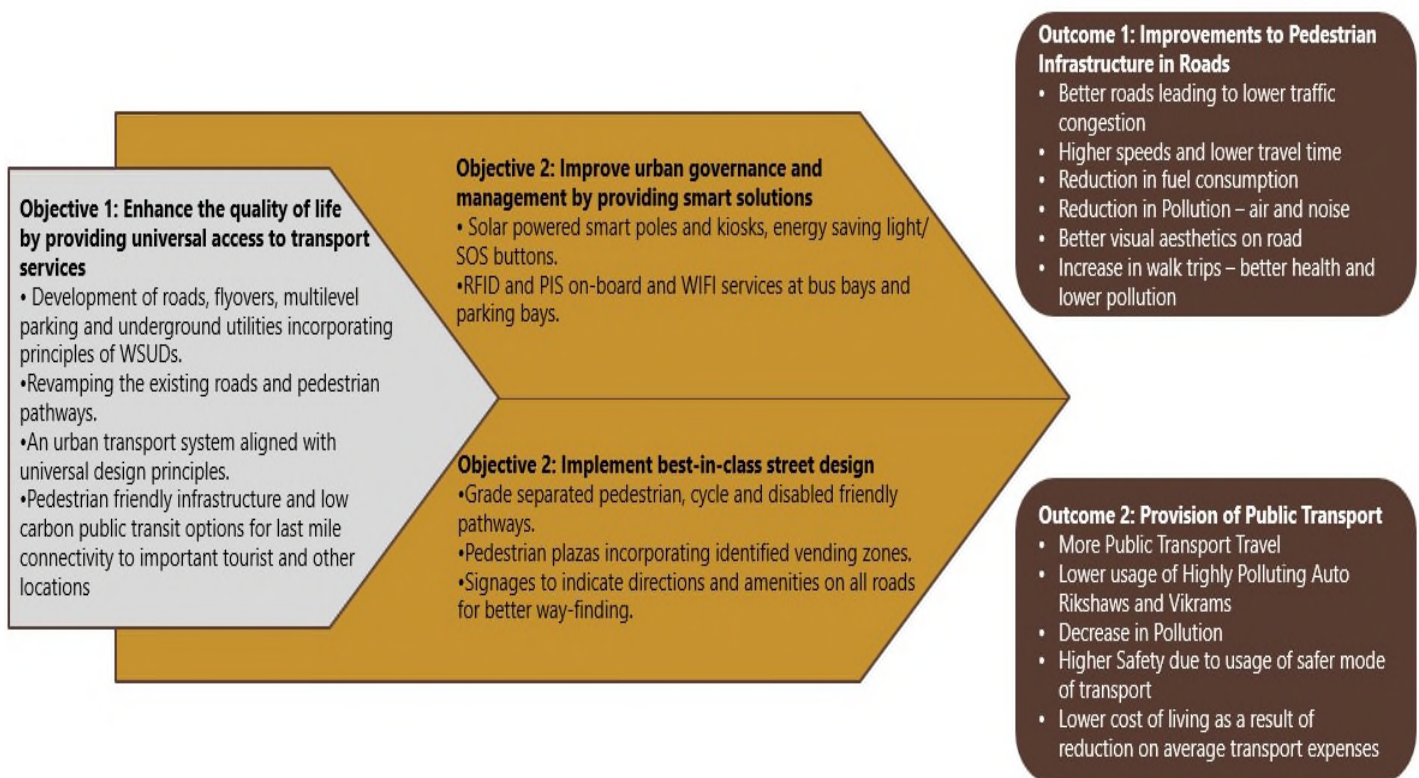 Objective 1: Enhance the quality of life
by providing universal access to transport
services
• Development of roads, flyovers, multilevel
parking and underground utilities incorporating
principles of WSUDs.
•Revamping the existing roads and pedestrian
pathways.
•An urban transport system aligned with
universal design principles.
•Pedestrian friendly infrastructure and low
carbon public transit options for last mile
connectivity to important tourist and other
locations
Objective 2: Improve urban governance and
management by providing smart solutions
• Solar powered smart poles and kiosks, energy saving light/
SOS buttons.
•RFID and PIS on-board and WIFI services at bus bays and
parking bays.
Objective 2: Implement best-in-class street design
•Grade separated pedestrian, cycle and disabled friendly
pathways.
•Pedestrian plazas incorporating identified vending zones.
•Signages to indicate directions and amenities on all roads
for better way-finding.
Outcome 1: Improvements to Pedestrian
Infrastructure in Roads
• Better roads leading to lower traffic
congestion
• Higher speeds and lower travel time
• Reduction in fuel consumption
• Reduction in Pollution – air and noise
• Better visual aesthetics on road
• Increase in walk trips – better health and
lower pollution
Outcome 2: Provision of Public Transport
• More Public Transport Travel
• Lower usage of Highly Polluting Auto
Rikshaws and Vikrams
• Decrease in Pollution
• Higher Safety due to usage of safer mode
of transport
• Lower cost of living as a result of
reduction on average transport expenses